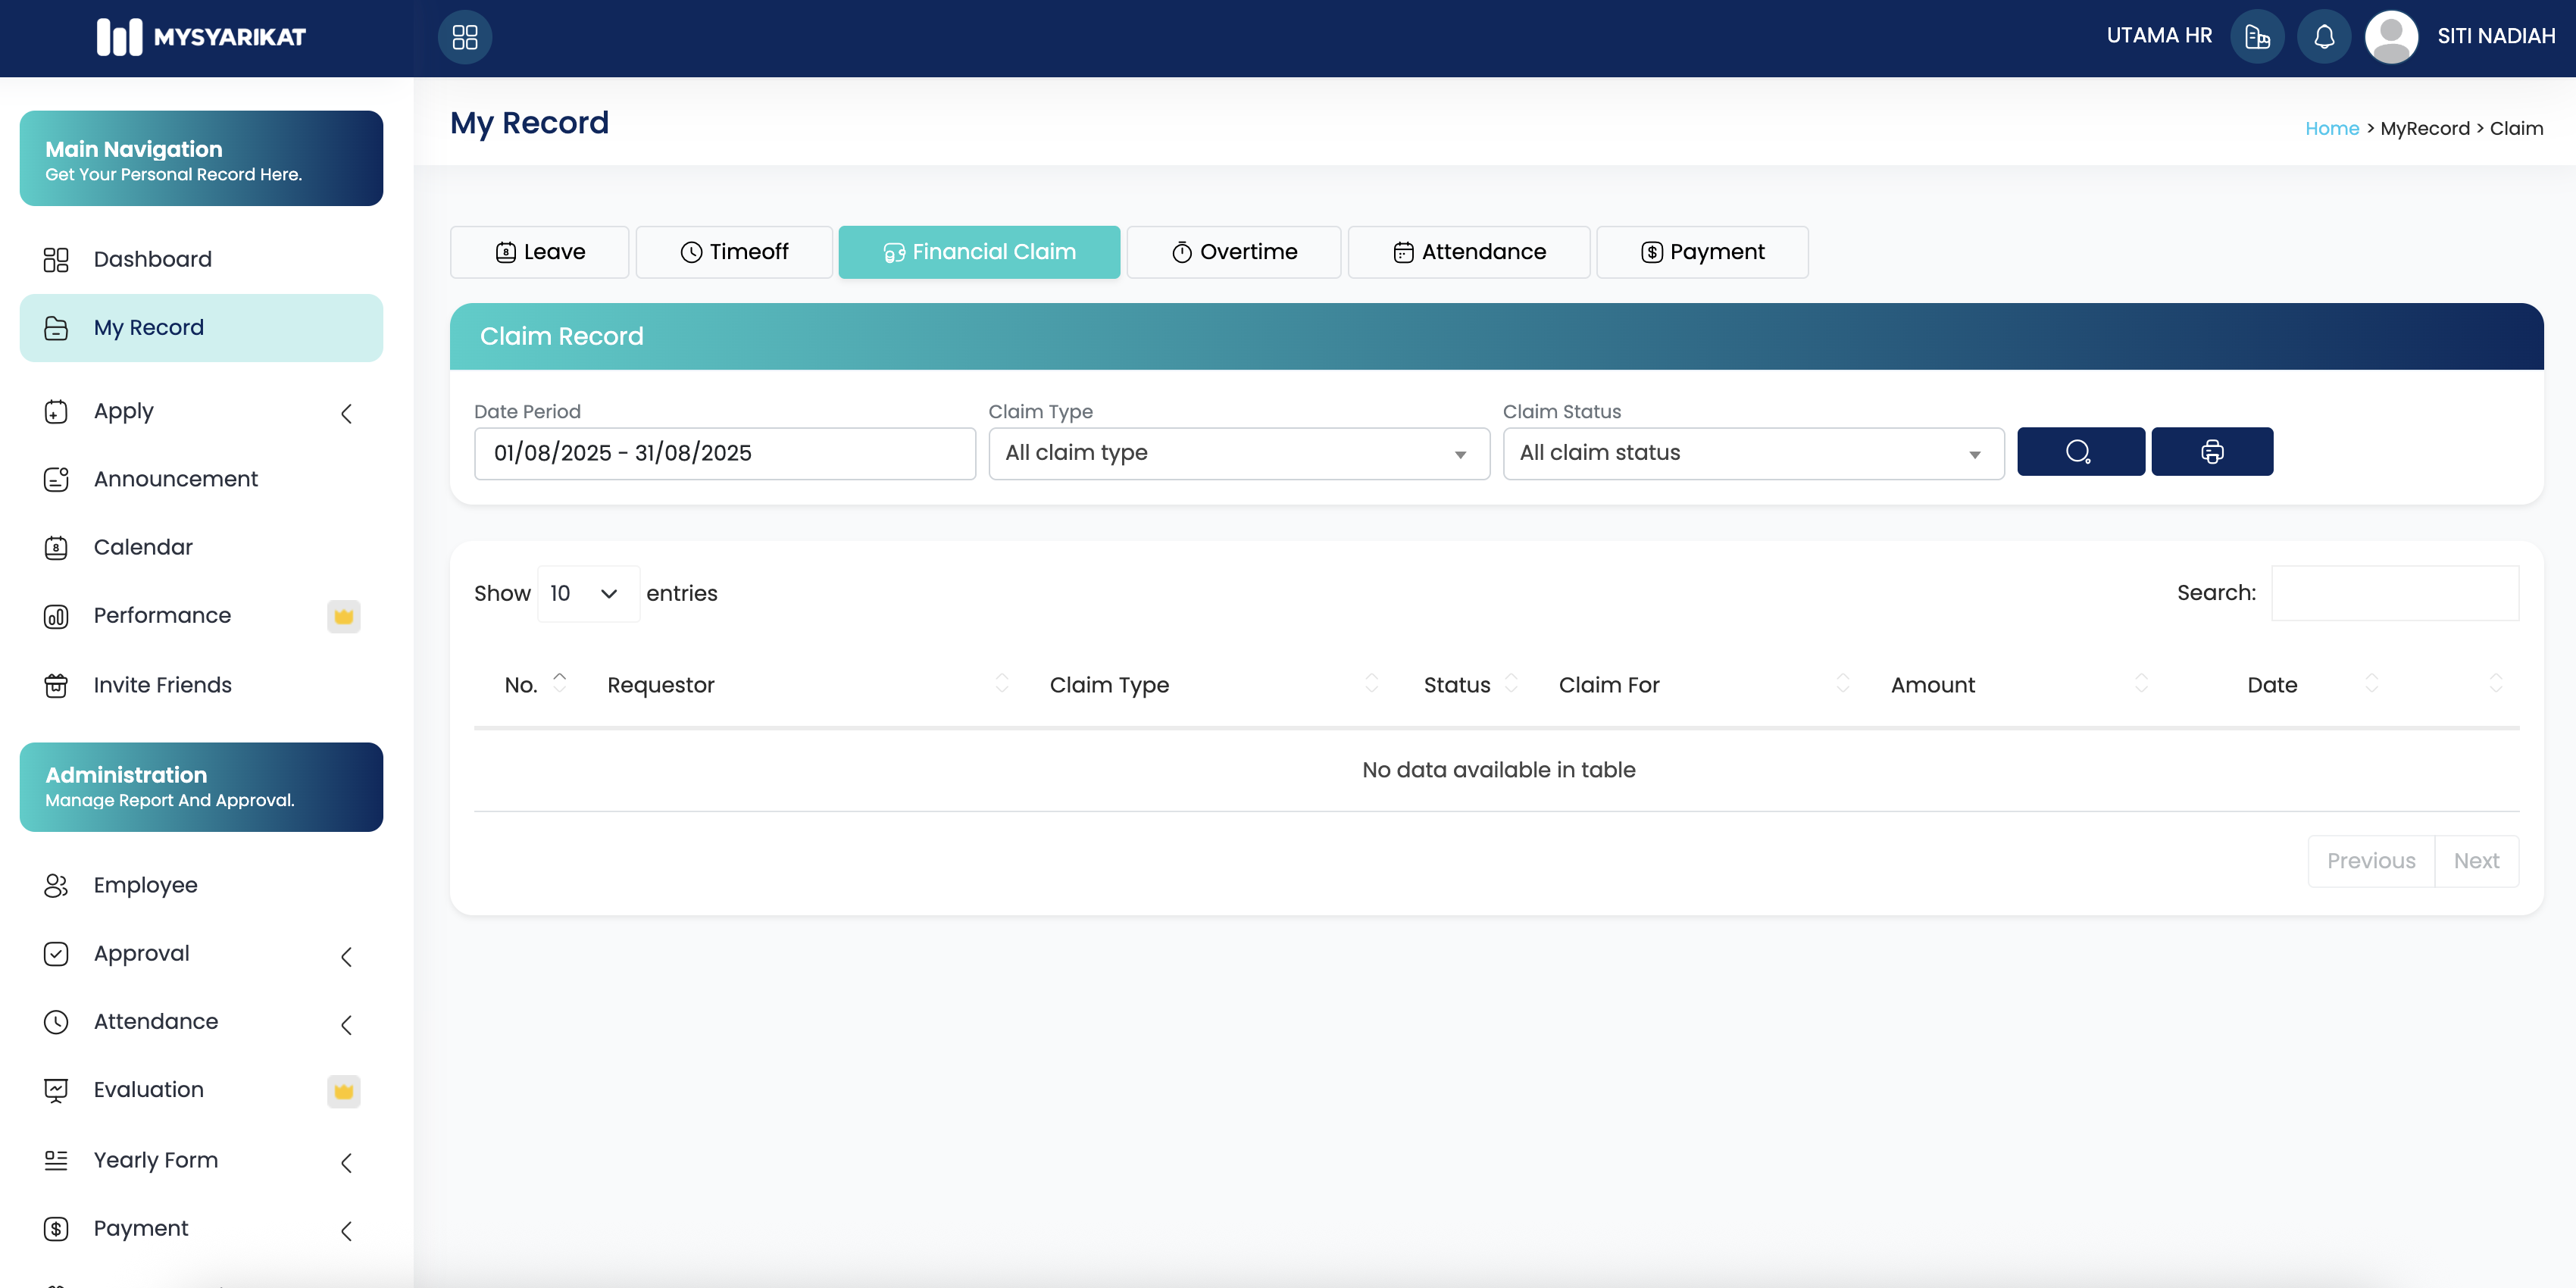 MYSYARIKAT
UTAMA HR
SITI NADIAH
Main Navigation
Get Your Personal Record Here.
Dashboard
My Record
Apply
Announcement
Calendar
8
Performance
Invite Friends
Administration
Manage Report And Approval.
Employee
Approval
Attendance
Evaluation
Yearly Form
$ Payment
My Record
Home > MyRecord > Claim
8 Leave
Timeoff
Financial Claim
Overtime
Attendance
$ Payment
Claim Record
Date Period
Claim Type
Claim Status
01/08/2025 - 31/08/2025
All claim type
All claim status
Show 10 entries
Search:
No. Requestor Claim Type Status Claim For Amount Date
No data available in table
Previous Next